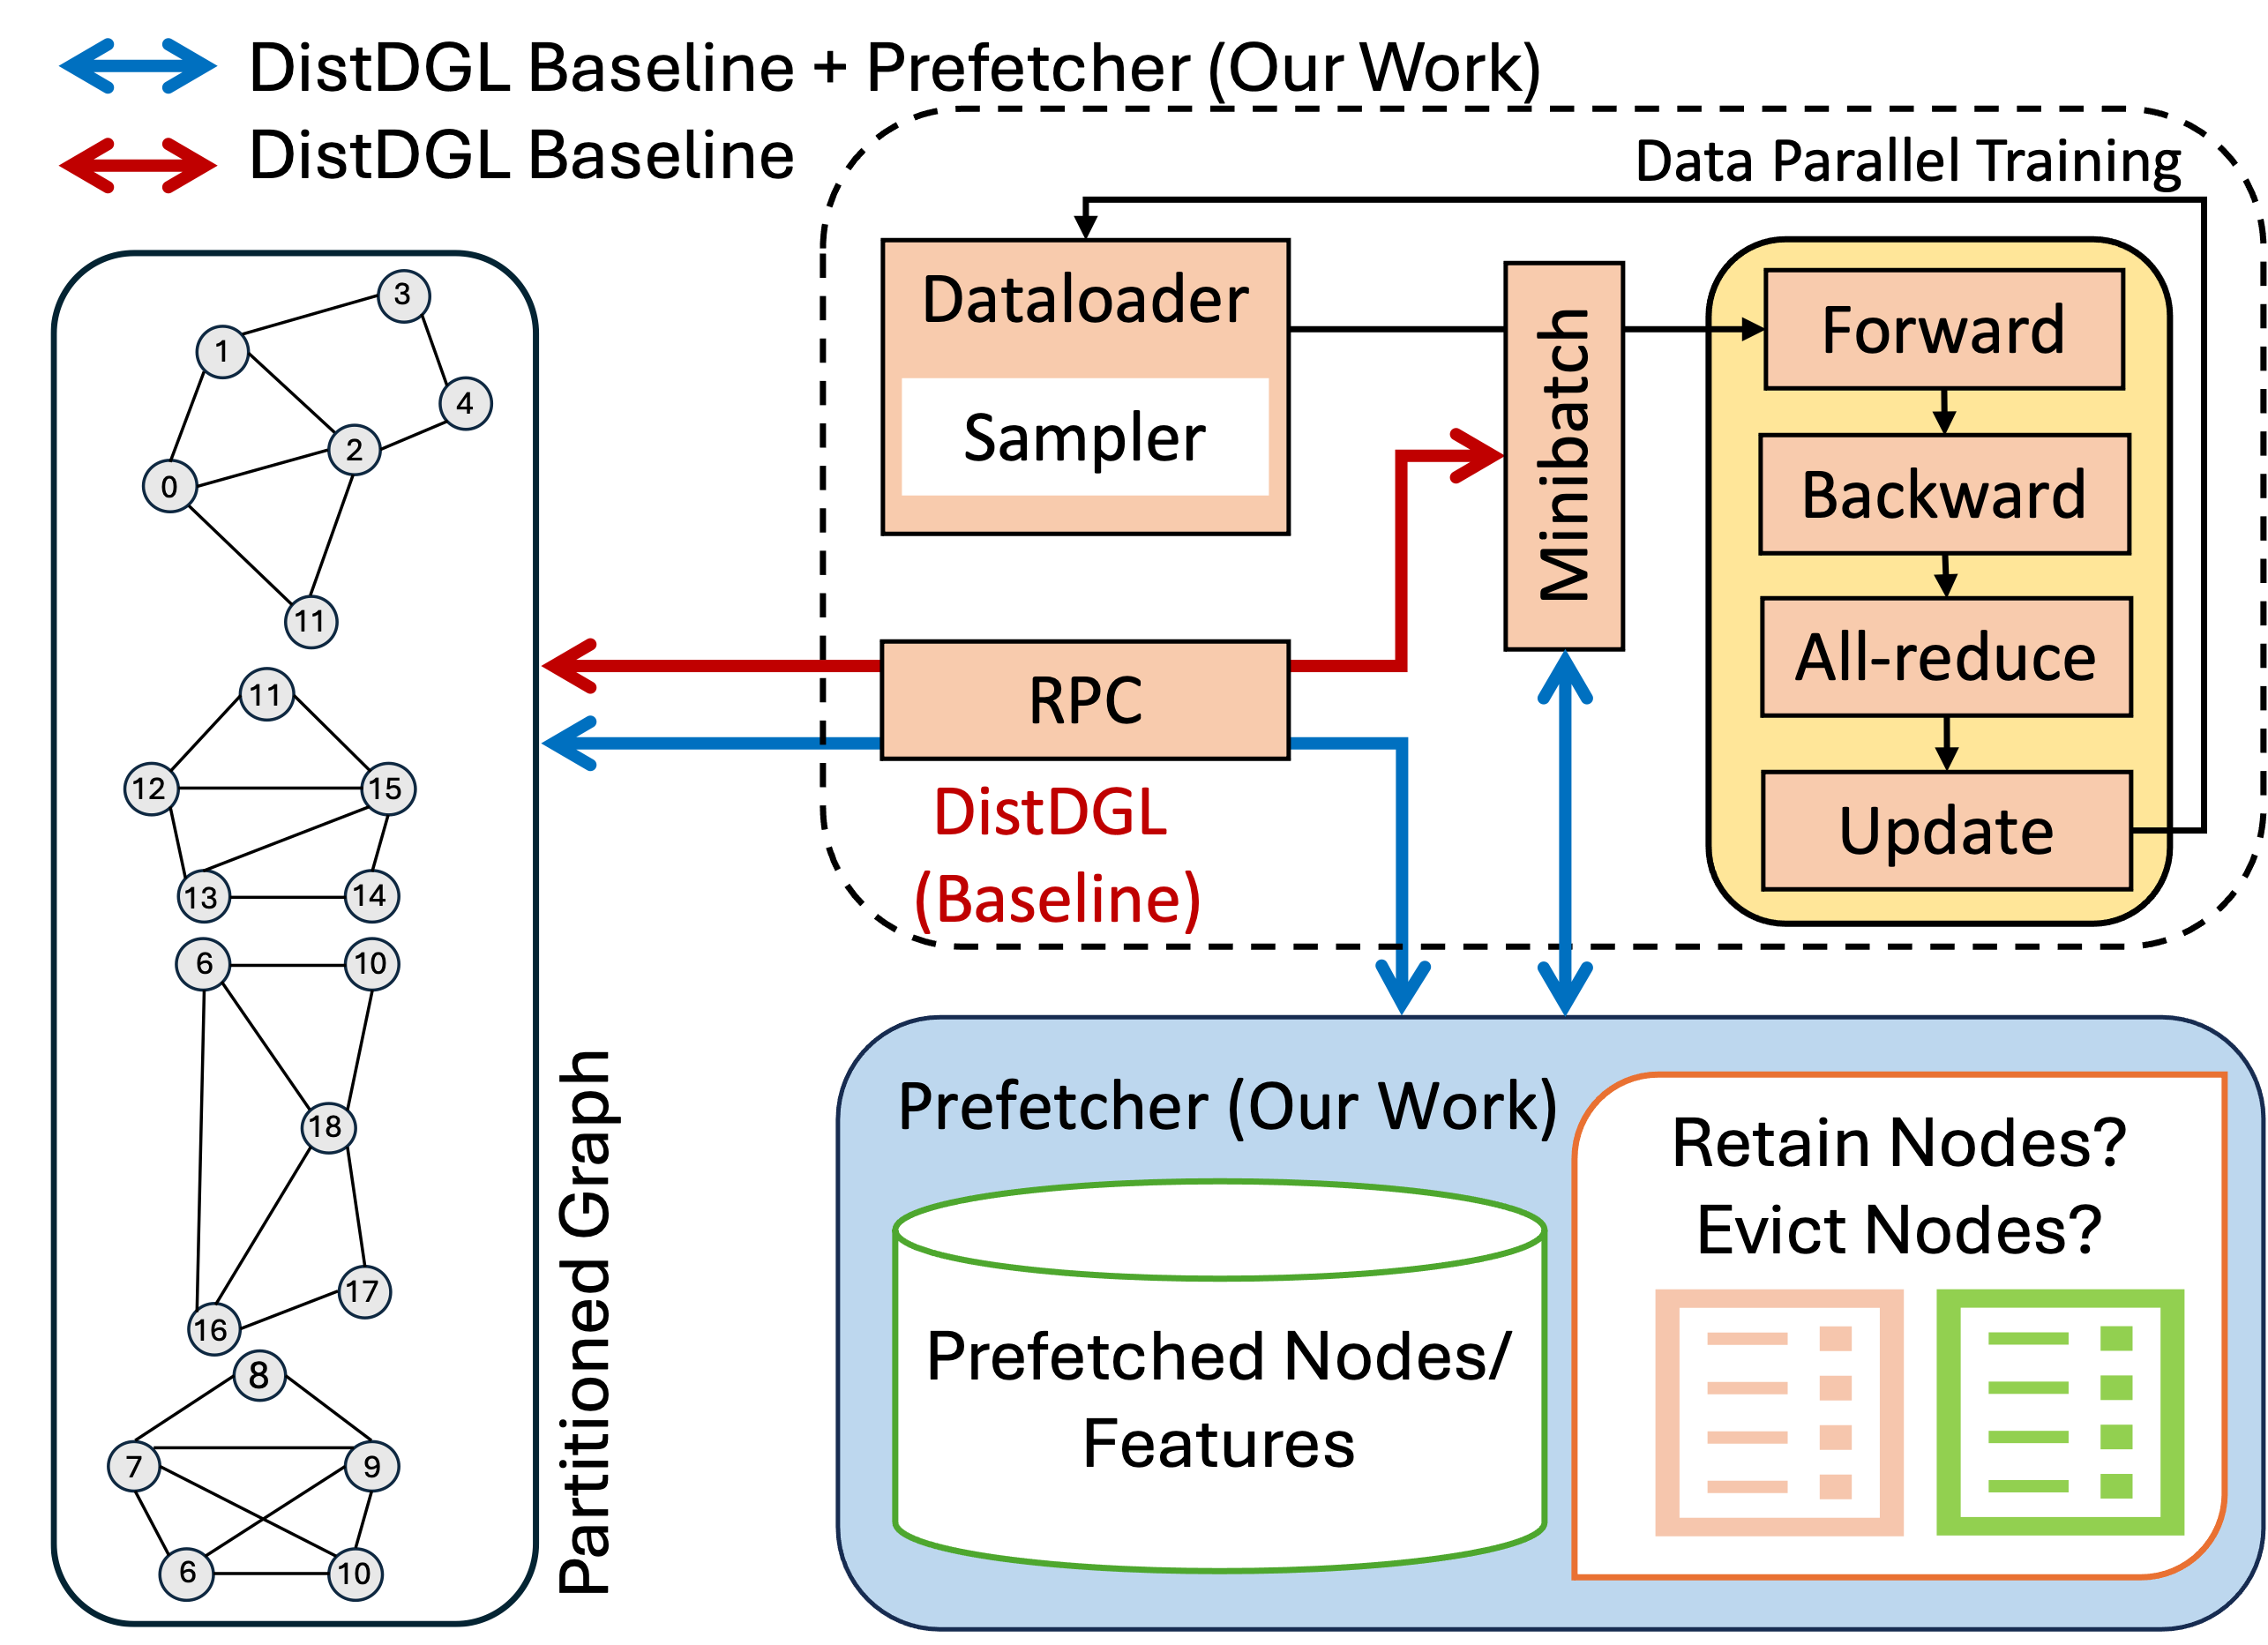 DistDGL Baseline + Prefetcher (Our Work)
DistDGL Baseline
Data Parallel Training
Dataloader
Sampler
Minibatch
Forward
Backward
All-reduce
Update
RPC
DistDGL
(Baseline)
3
1
4
2
0
11
11
12
15
13
14
6
10
18
17
16
8
7
9
6
10
Partitioned Graph
Prefetcher (Our Work)
Prefetched Nodes/
Features
Retain Nodes?
Evict Nodes?